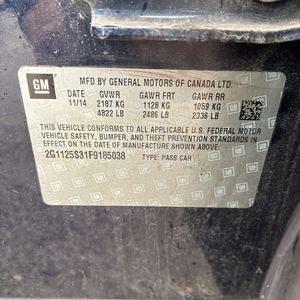 GM
MFD BY GENERAL MOTORS OF CANADA LTD.
DATE GVWR GAWR FRT GAWR RR
11/14 2187 KG 1128 KG 1059 KG
4822 LB 2486 LB 2336 LB
THIS VEHICLE CONFORMS TO ALL APPLICABLE U.S. FEDERAL MOTOR
VEHICLE SAFETY, BUMPER, AND THEFT PREVENTION STANDARDS IN
EFFECT ON THE DATE OF MANUFACTURE SHOWN ABOVE.
2G1125S31F9185038 TYPE: PASS CAR